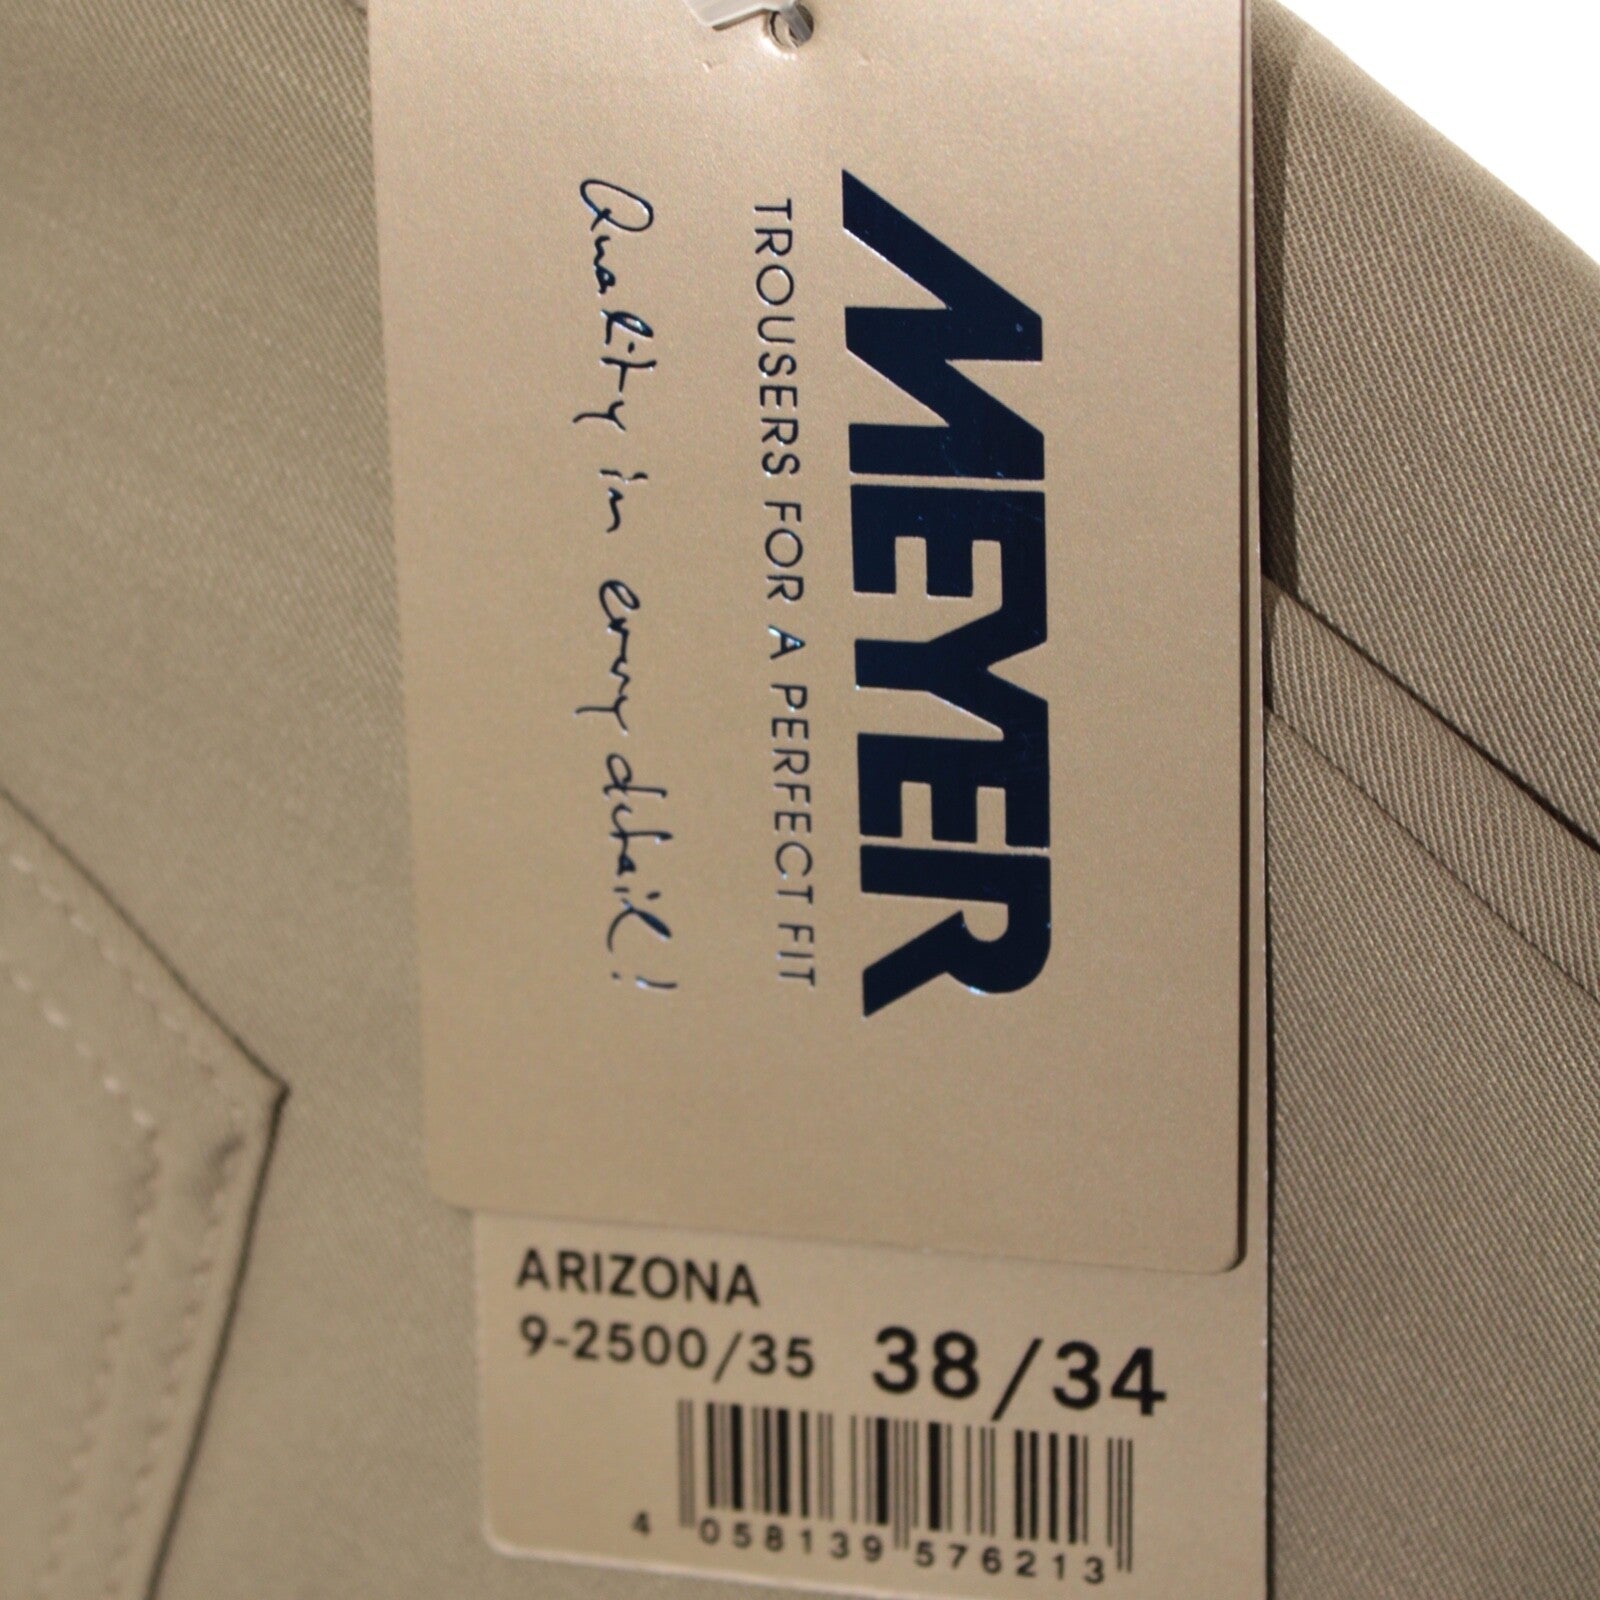 MEYER
TROUSERS FOR A PERFECT FIT
Quality in every detail!
ARIZONA
9-2500/35 38/34
4 058139 576213